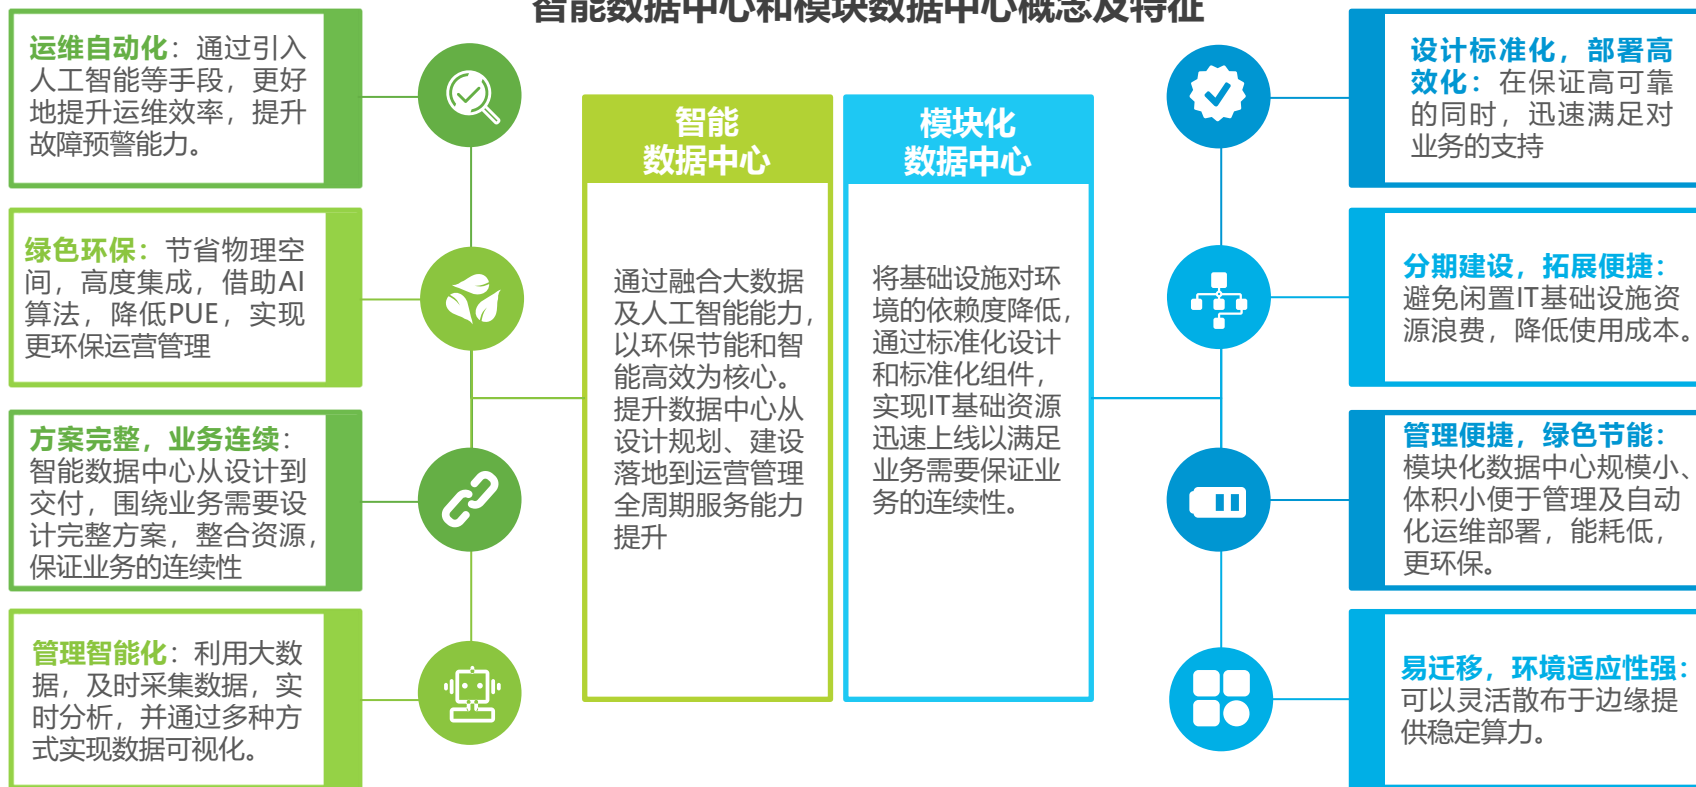 智能数据中心和模块数据中心概念及特征
运维自动化：通过引入
人工智能等手段，更好
地提升运维效率，提升
故障预警能力。
绿色环保：节省物理空
间，高度集成，借助AI
算法，降低PUE，实现
更环保运营管理
方案完整，业务连续：
智能数据中心从设计到
交付，围绕业务需要设
计完整方案，整合资源，
保证业务的连续性
管理智能化：利用大数
据，及时采集数据，实
时分析，并通过多种方
式实现数据可视化。
智能
数据中心
通过融合大数据
及人工智能能力，
以环保节能和智
能高效为核心。
提升数据中心从
设计规划、建设
落地到运营管理
全周期服务能力
提升
模块化
数据中心
将基础设施对环
境的依赖度降低，
通过标准化设计
和标准化组件，
实现IT基础资源
迅速上线以满足
业务需要保证业
务的连续性。
设计标准化，部署高
效化：在保证高可靠
的同时，迅速满足对
业务的支持
分期建设，拓展便捷：
避免闲置IT基础设施资
源浪费，降低使用成本。
管理便捷，绿色节能：
模块化数据中心规模小、
体积小便于管理及自动
化运维部署，能耗低，
更环保。
易迁移，环境适应性强：
可以灵活散布于边缘提
供稳定算力。